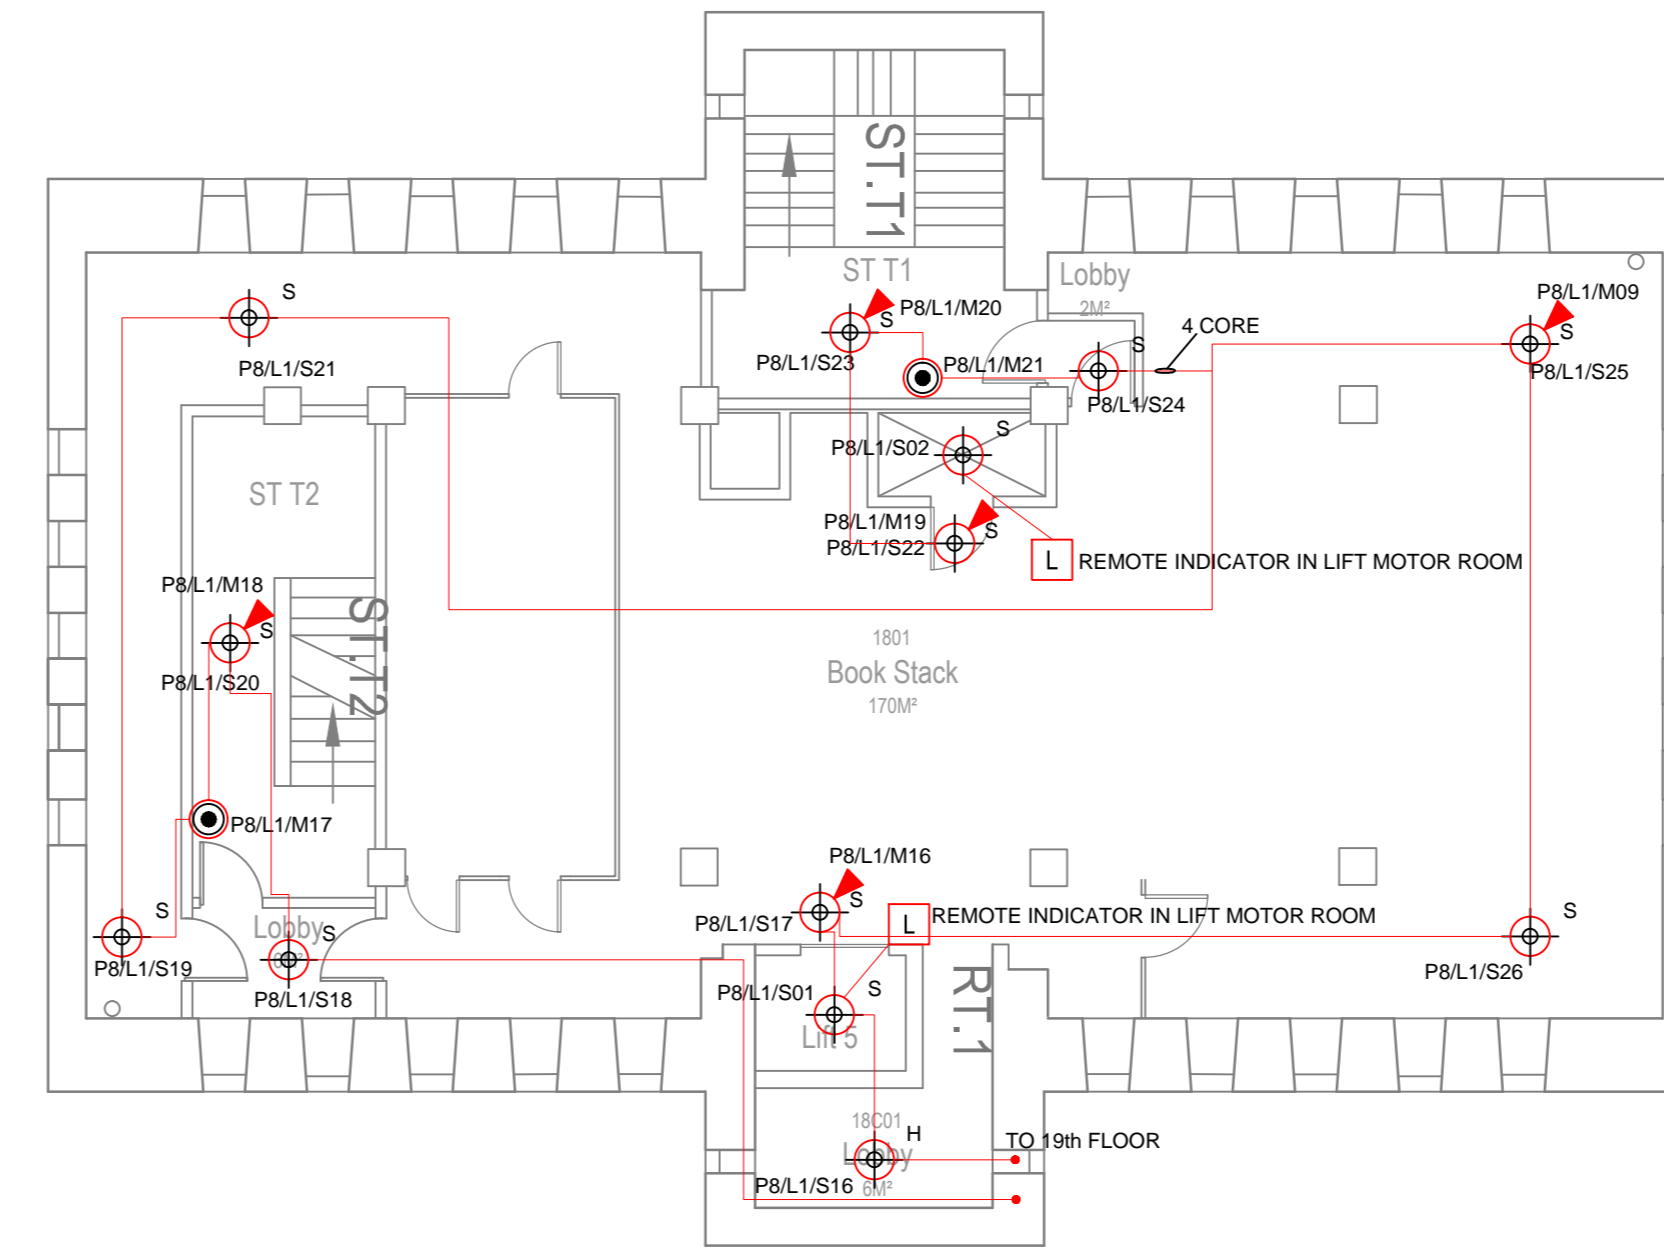 ST.T1
ST T1
Lobby
2M²
S
P8/L1/S21
S
P8/L1/M20
P8/L1/S23
P8/L1/M21
S
4 CORE
P8/L1/S24
P8/L1/M09
S
P8/L1/S25
S
P8/L1/S02
ST T2
P8/L1/M19
S
P8/L1/S22
L
REMOTE INDICATOR IN LIFT MOTOR ROOM
P8/L1/M18
S
P8/L1/S20
ST.T2
1801
Book Stack
170M²
P8/L1/M17
P8/L1/M16
S
P8/L1/S17
L
REMOTE INDICATOR IN LIFT MOTOR ROOM
S
P8/L1/S19
Lobby
S
P8/L1/S18
S
P8/L1/S26
P8/L1/S01
S
Lift 5
RT.1
18C01
H
Lobby
TO 19th FLOOR
P8/L1/S16
6M²